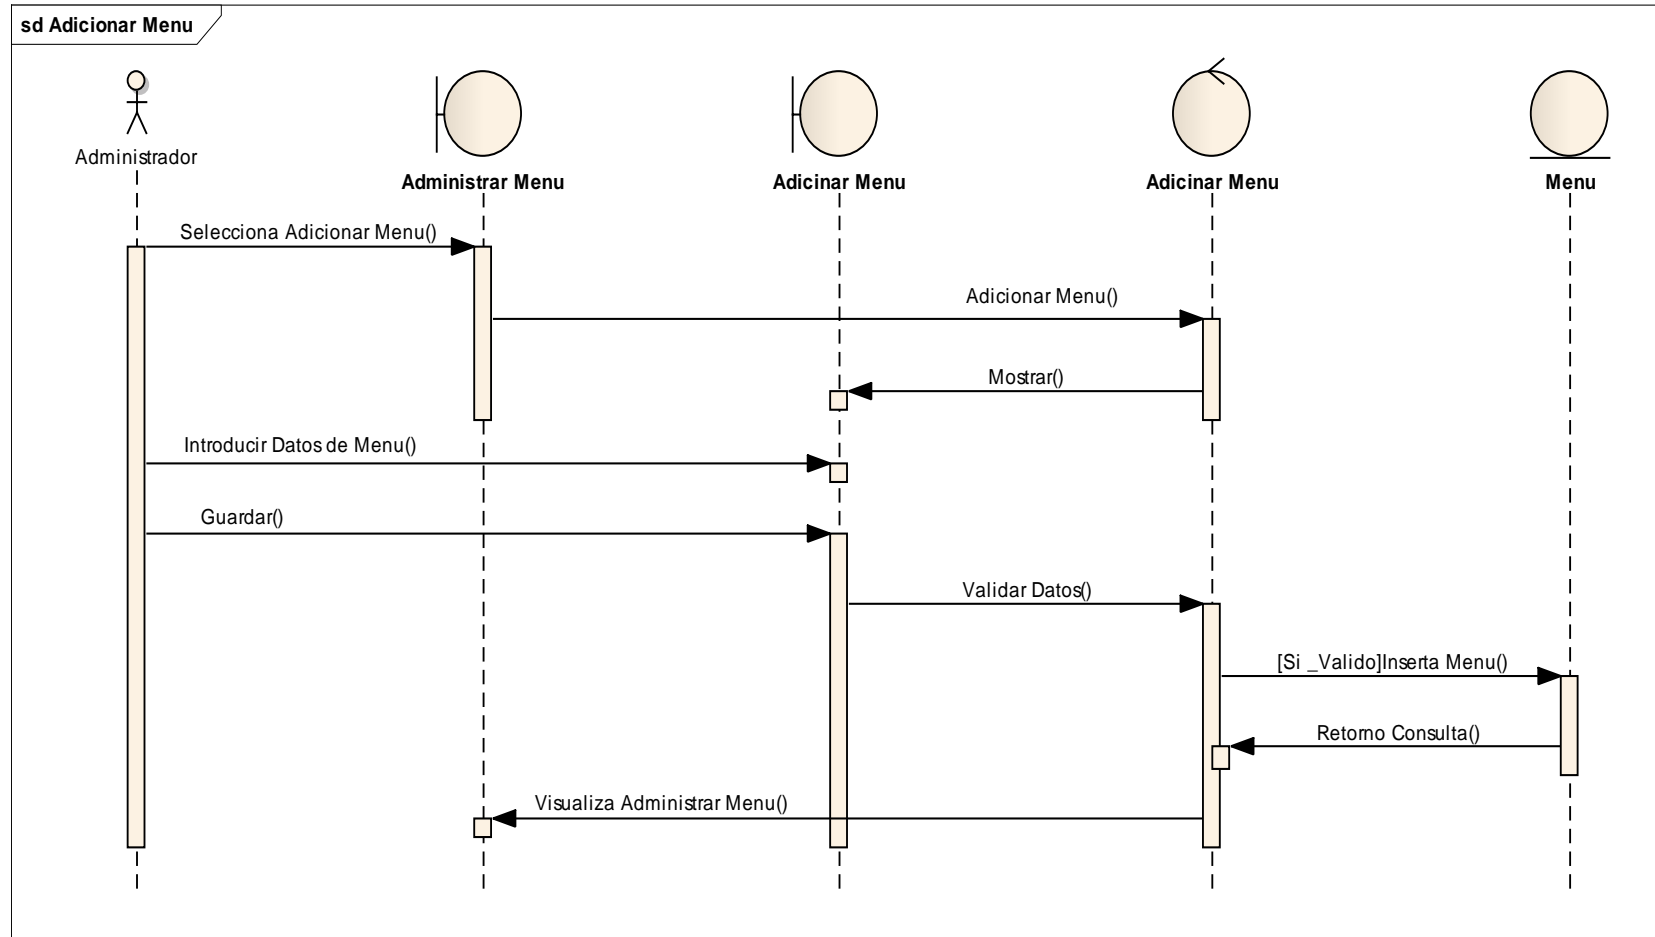 sd Adicionar Menu
Administrador
Administrar Menu
Adicinar Menu
Adicinar Menu
Menu
Selecciona Adicionar Menu()
Adicionar Menu()
Mostrar()
Introducir Datos de Menu()
Guardar()
Validar Datos()
[Si _Valido]Inserta Menu()
Retorno Consulta()
Visualiza Administrar Menu()